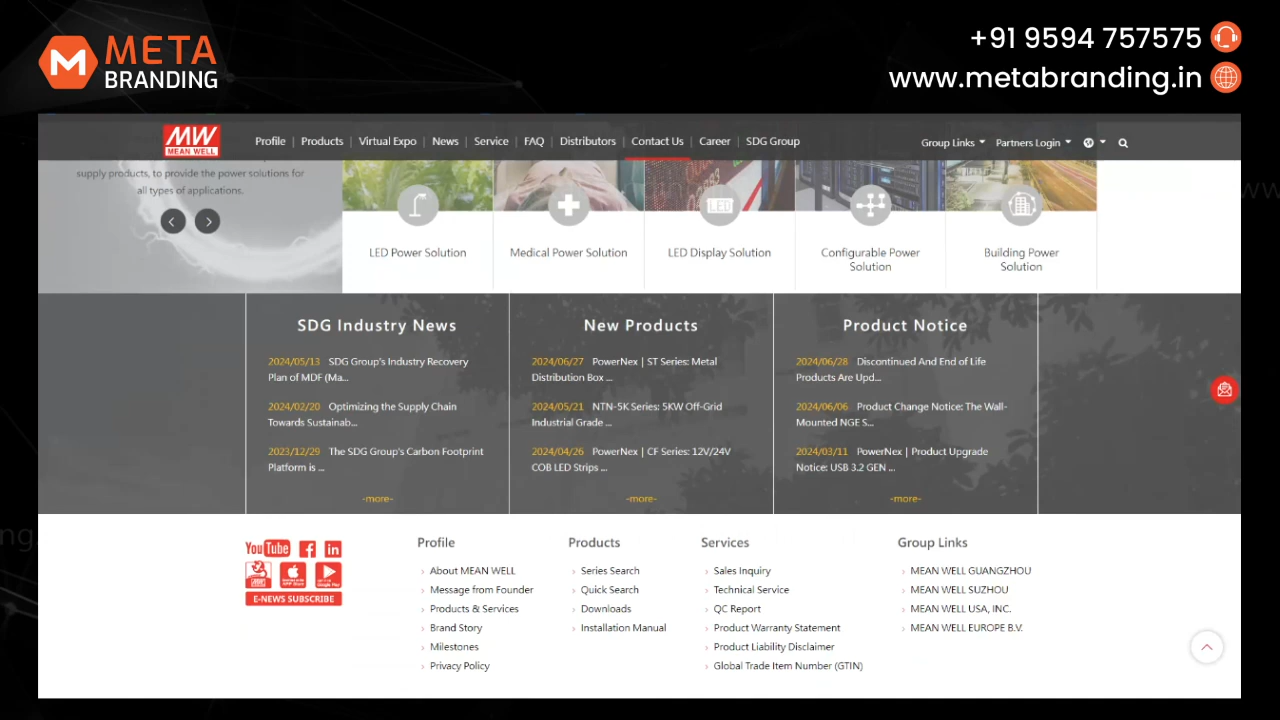 META
BRANDING
+91 9594 757575
www.metabranding.in
MW
MEAN WELL
Profile | Products | Virtual Expo | News | Service | FAQ | Distributors | Contact Us | Career | SDG Group
Group Links
Partners Login
supply products, to provide the power solutions for
all types of applications.
LED
LED Power Solution
Medical Power Solution
LED Display Solution
Configurable Power
Solution
Building Power
Solution
SDG Industry News
2024/05/13 SDG Group's Industry Recovery
Plan of MDF (Ma...
2024/02/20 Optimizing the Supply Chain
Towards Sustainab...
2023/12/29 The SDG Group's Carbon Footprint
Platform is ...
-more-
New Products
2024/06/27 PowerNex | ST Series: Metal
Distribution Box ...
2024/05/21 NTN-5K Series: 5KW Off-Grid
Industrial Grade ...
2024/04/26 PowerNex | CF Series: 12V/24V
COB LED Strips ...
-more-
Product Notice
2024/06/28 Discontinued And End of Life
Products Are Upd...
2024/06/06 Product Change Notice: The Wall-
Mounted NGE S...
2024/03/11 PowerNex | Product Upgrade
Notice: USB 3.2 GEN ...
-more-
YouTube
E-NEWS SUBSCRIBE
Profile
About MEAN WELL
Message from Founder
Products & Services
Brand Story
Milestones
Privacy Policy
Products
Series Search
Quick Search
Downloads
Installation Manual
Services
Sales Inquiry
Technical Service
QC Report
Product Warranty Statement
Product Liability Disclaimer
Global Trade Item Number (GTIN)
Group Links
MEAN WELL GUANGZHOU
MEAN WELL SUZHOU
MEAN WELL USA, INC.
MEAN WELL EUROPE B.V.